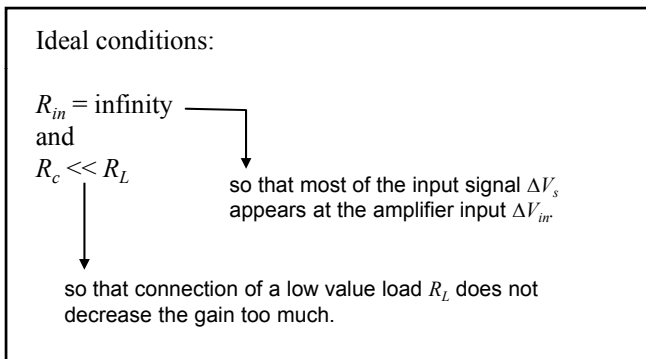 Ideal conditions:
R_in = infinity
and
R_c << R_L
so that most of the input signal ΔV_s
appears at the amplifier input ΔV_in.
so that connection of a low value load R_L does not
decrease the gain too much.